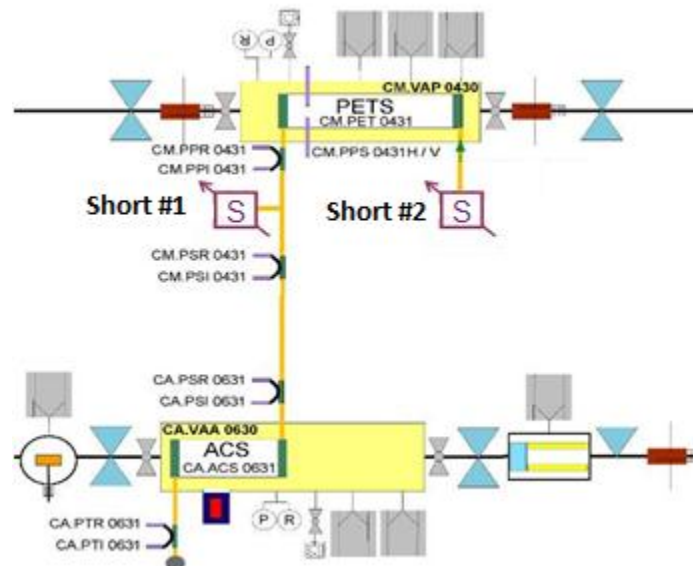 R P
CM.VAP 0430
PETS
CM.PET 0431
CM.PPR 0431
CM.PPI 0431
CM.PPS 0431H / V
Short #1
S
Short #2
S
CM.PSR 0431
CM.PSI 0431
CA.PSR 0631
CA.PSI 0631
CA.VAA 0630
ACS
CA.ACS 0631
P R
CA.PTR 0631
CA.PTI 0631